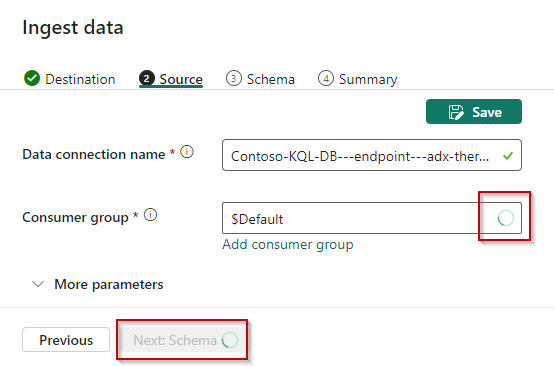 Ingest data
Destination
2 Source
3 Schema
4 Summary
Save
Data connection name *
Contoso-KQL-DB---endpoint---adx-ther...
Consumer group *
$Default
Add consumer group
More parameters
Previous
Next: Schema